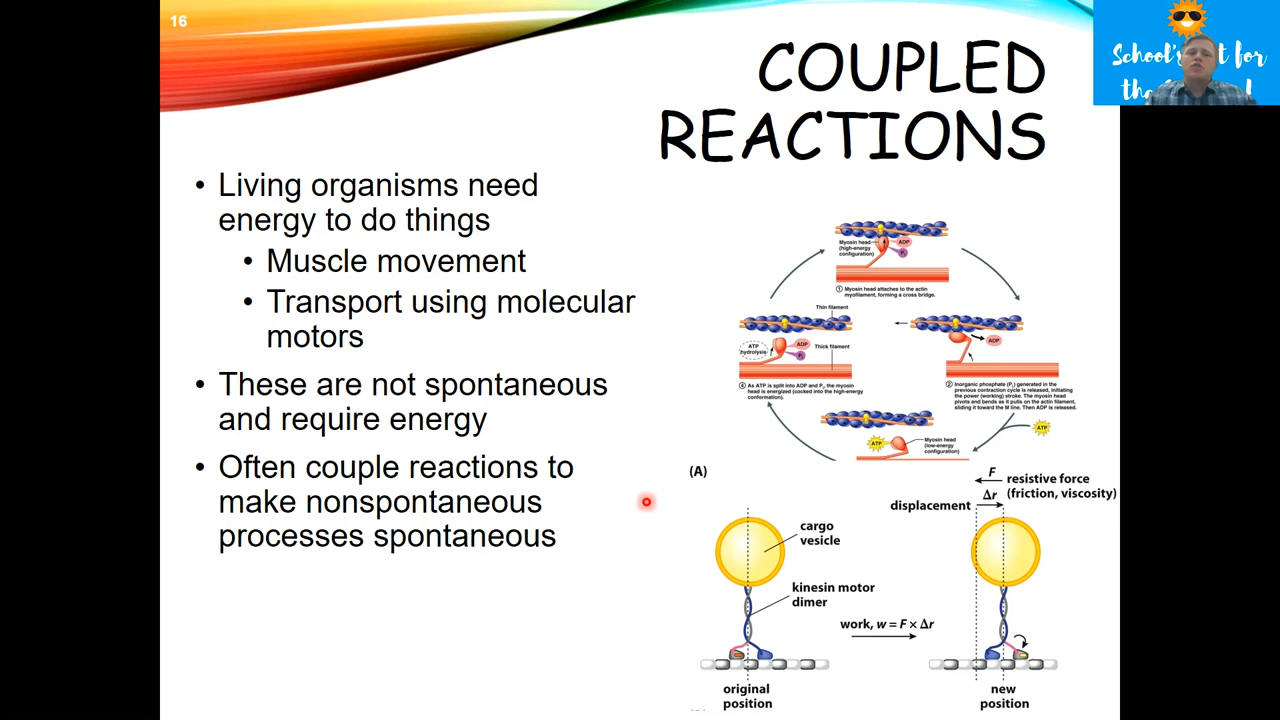 16
School's
t for
tha
COUPLED
REACTIONS
• Living organisms need
energy to do things
• Muscle movement
• Transport using molecular
motors
• These are not spontaneous
and require energy
• Often couple reactions to
make nonspontaneous
processes spontaneous
Myosin head
(high-energy
configuration)
ADP
Pi
① Myosin head attaches to the actin
myofilament, forming a cross bridge.
Thin filament
ATP
hydrolysis
ADP
Pi
Thick filament
④ As ATP is split into ADP and Pi, the myosin
head is energized (cocked into the high-energy
conformation).
ADP
② Inorganic phosphate (Pi) generated in the
previous contraction cycle is released, initiating
the power (working) stroke. The myosin head
pivots and bends as it pulls on the actin filament,
sliding it toward the M line. Then ADP is released.
ATP
ATP
Myosin head
(low-energy
configuration)
(A)
F
resistive force
(friction, viscosity)
Δr
displacement
cargo
vesicle
kinesin motor
dimer
work, w = F × Δr
original
position
new
position